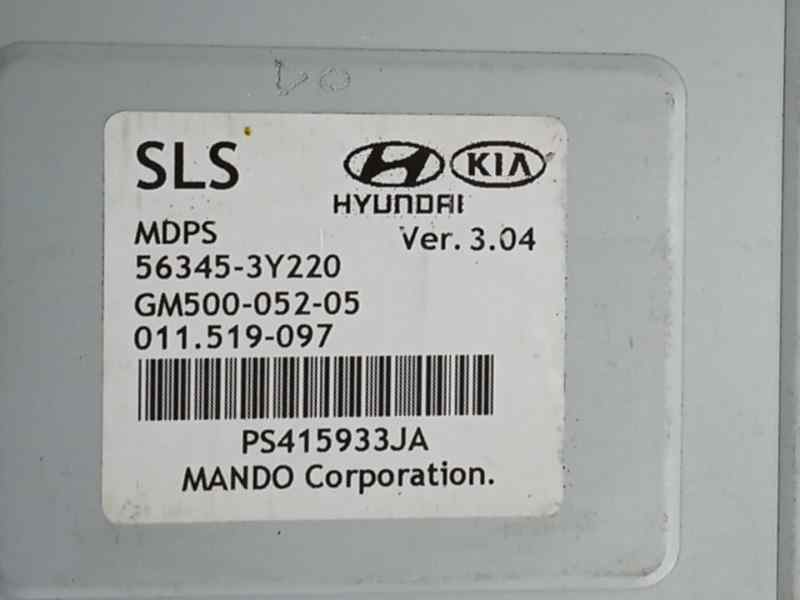 SLS
KIA
HYUNDAI
MDPS
Ver. 3.04
56345-3Y220
GM500-052-05
011.519-097
PS415933JA
MANDO Corporation.